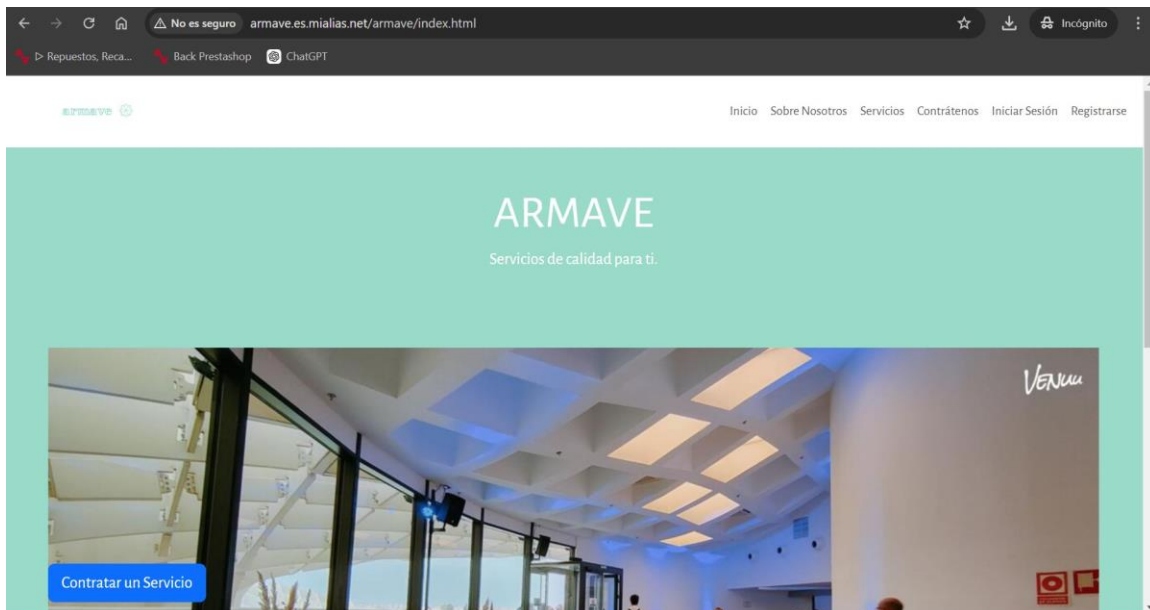 No es seguro armave.es.mialias.net/armave/index.html Incógnito
Repuestos, Reca... Back Prestashop ChatGPT
armave Inicio Sobre Nosotros Servicios Contrátenos Iniciar Sesión Registrarse
ARMAVE
Servicios de calidad para ti.
VENUU
Contratar un Servicio